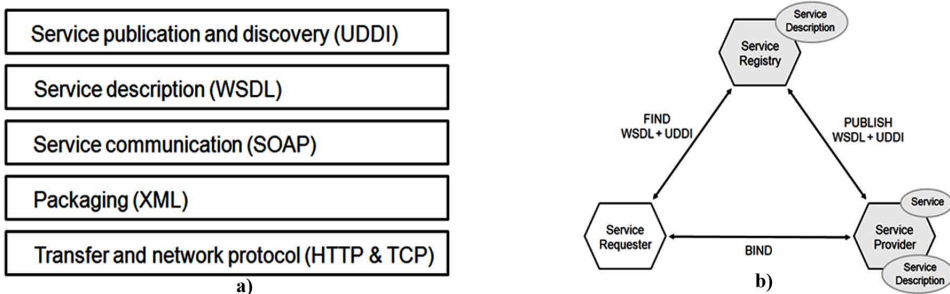 Service publication and discovery (UDDI)
Service description (WSDL)
Service communication (SOAP)
Packaging (XML)
Transfer and network protocol (HTTP & TCP)
a)
Service
Description
Service
Registry
FIND
WSDL + UDDI
PUBLISH
WSDL + UDDI
Service
Requester
BIND
Service
Service
Provider
Service
Description
b)